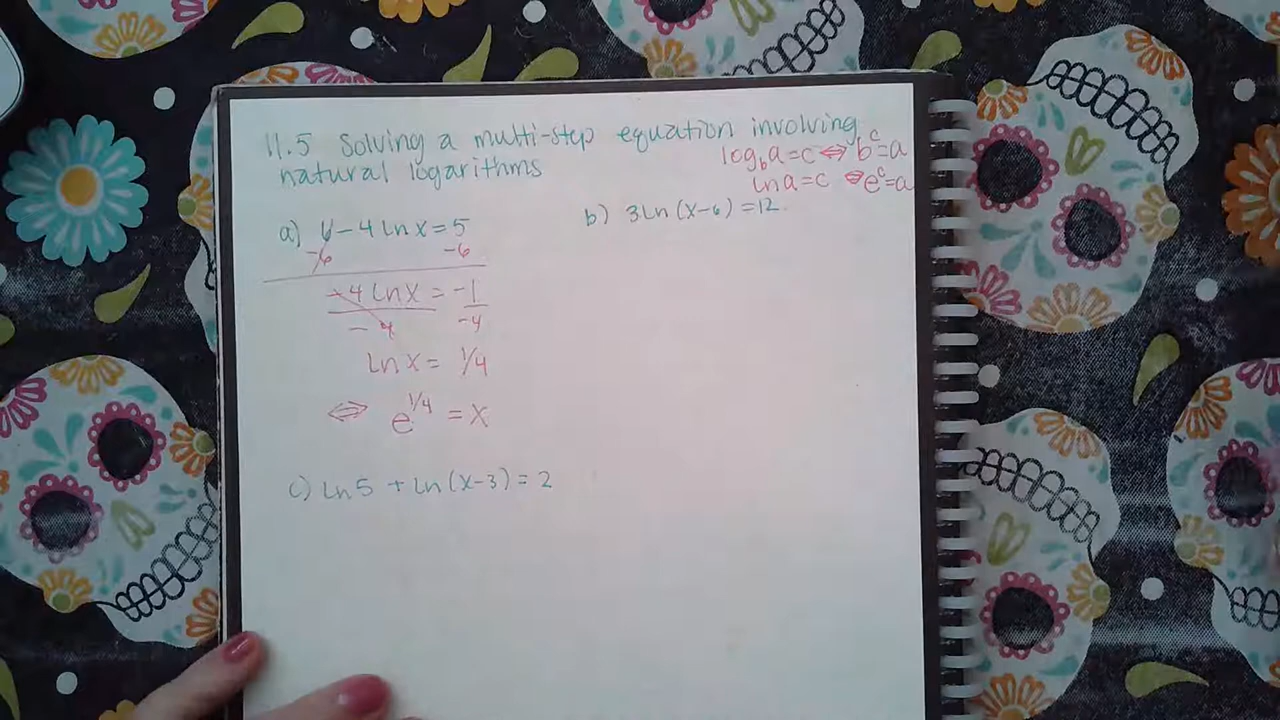 11.5 Solving a multi-step equation involving
natural logarithms
log_b a = c ⇔ b^c = a
ln a = c ⇔ e^c = a
a) 6 - 4 ln x = 5
-6 -6
-4 ln x = -1
-4 -4
ln x = 1/4
⇔ e^1/4 = x
b) 3 ln (x-6) = 12
c) ln 5 + ln (x-3) = 2